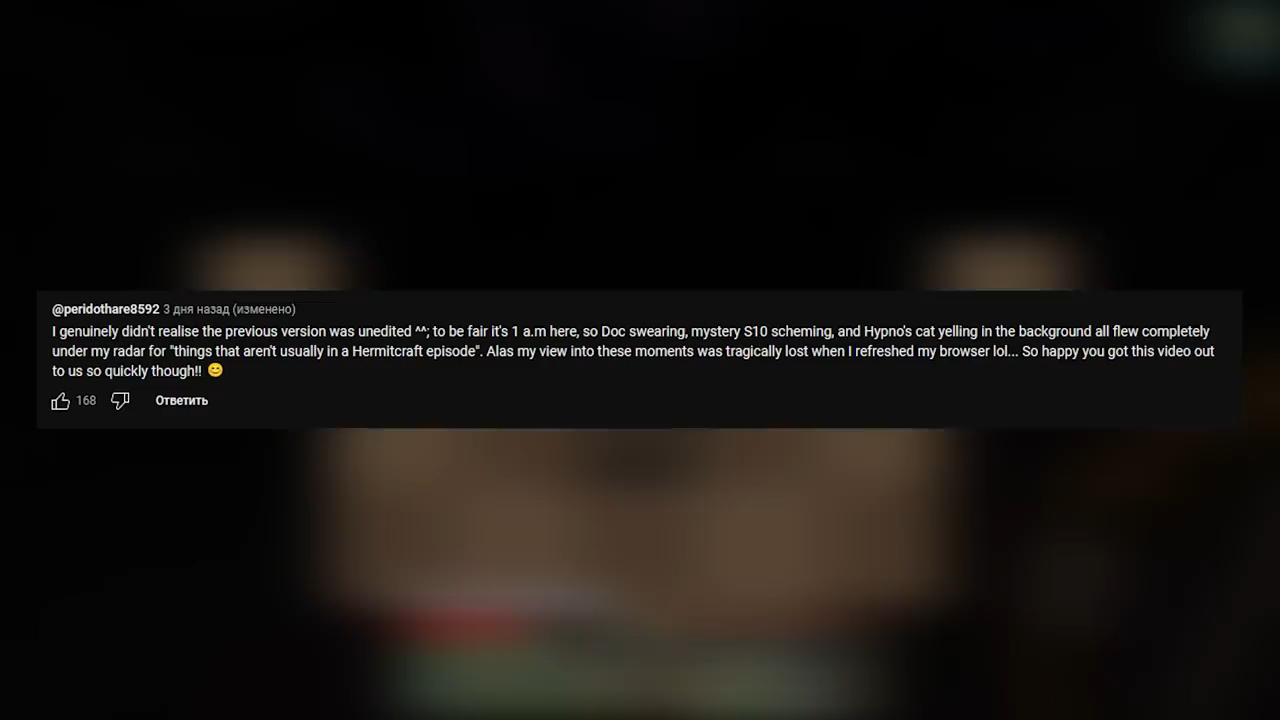 @peridothare8592 3 дня назад (изменено)
I genuinely didn't realise the previous version was unedited ^^; to be fair it's 1 a.m here, so Doc swearing, mystery S10 scheming, and Hypno's cat yelling in the background all flew completely
under my radar for "things that aren't usually in a Hermitcraft episode". Alas my view into these moments was tragically lost when I refreshed my browser lol... So happy you got this video out
to us so quickly though!! 😊
168 Ответить